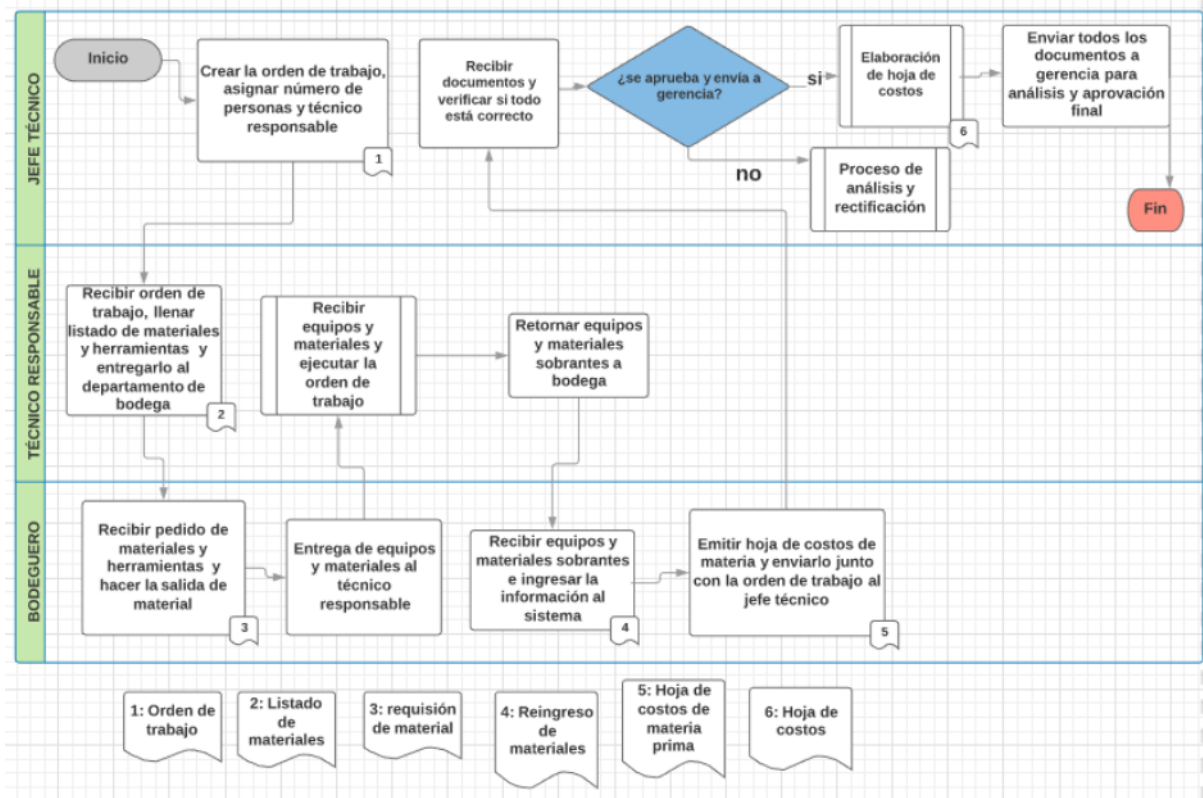 JEFE TÉCNICO
Inicio
Crear la orden de trabajo,
asignar número de
personas y técnico
responsable
1
Recibir
documentos y
verificar si todo
está correcto
¿se aprueba y envía a
gerencia?
si
no
Elaboración
de hoja de
costos
6
Enviar todos los
documentos a
gerencia para
análisis y aprovación
final
Proceso de
análisis y
rectificación
Fin
TÉCNICO RESPONSABLE
Recibir orden de
trabajo, llenar
listado de materiales
y herramientas y
entregarlo al
departamento de
bodega
2
Recibir
equipos y
materiales y
ejecutar la
orden de
trabajo
Retornar equipos
y materiales
sobrantes a
bodega
BODEGUERO
Recibir pedido de
materiales y
herramientas y
hacer la salida de
material
3
Entrega de equipos
y materiales al
técnico
responsable
Recibir equipos y
materiales sobrantes
e ingresar la
información al
sistema
4
Emitir hoja de costos de
materia y enviarlo junto
con la orden de trabajo al
jefe técnico
5
1: Orden de
trabajo
2: Listado
de
materiales
3: requisión
de material
4: Reingreso
de
materiales
5: Hoja de
costos de
materia
prima
6: Hoja de
costos